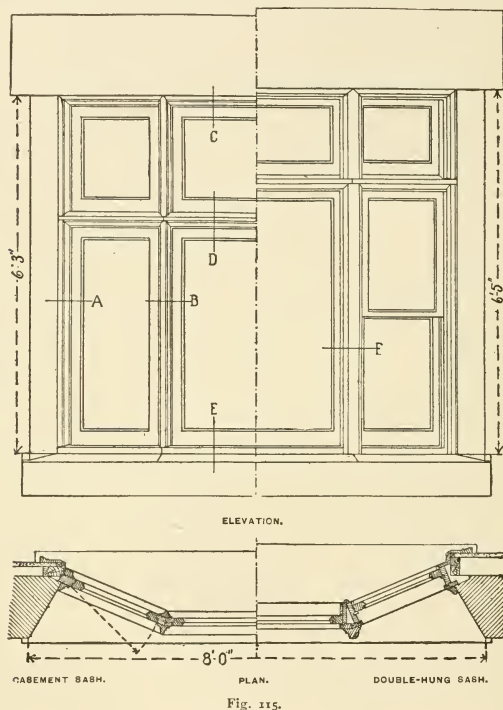 C
6'3"
6'5"
D
A
B
F
E
ELEVATION.
8'0"
CASEMENT SASH.
PLAN.
DOUBLE-HUNG SASH.
Fig. 115.